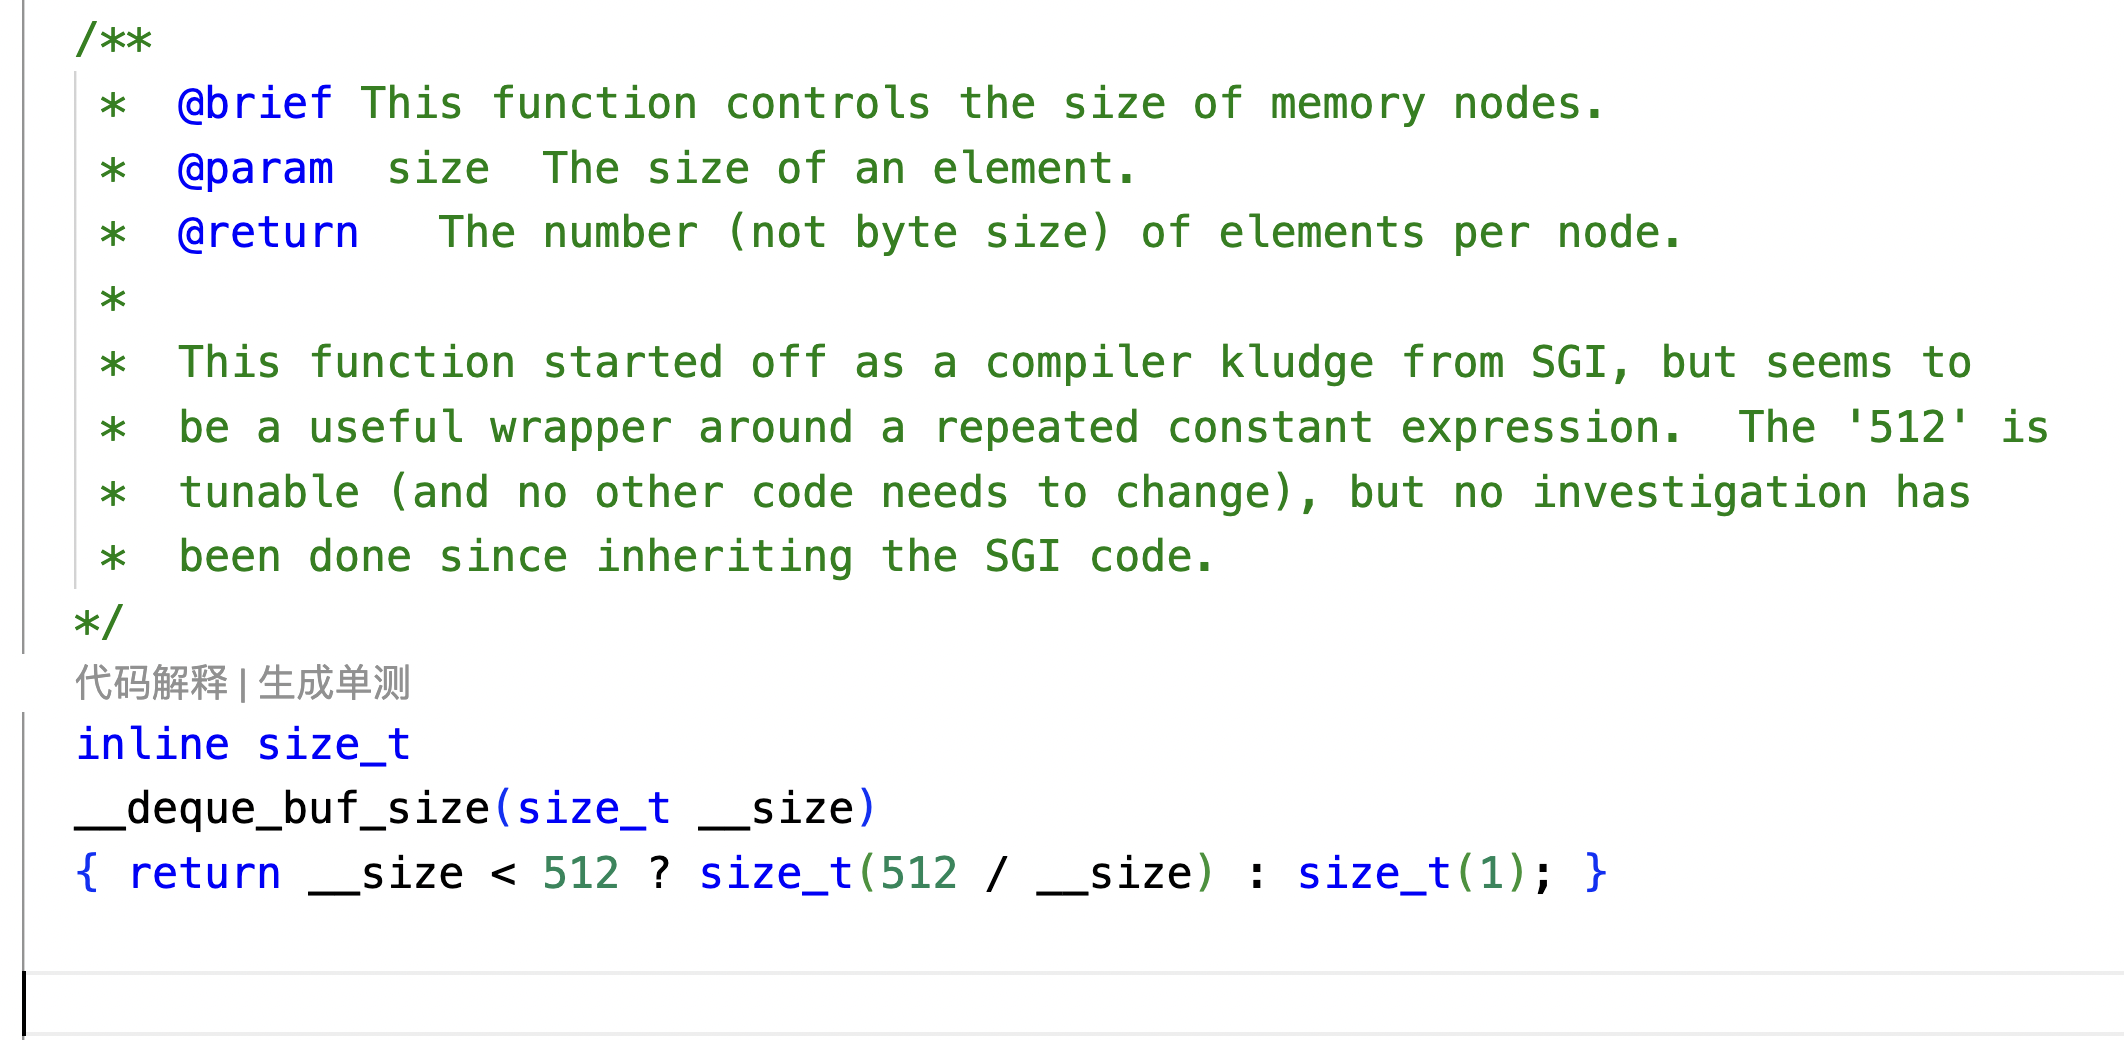 /**
 *  @brief This function controls the size of memory nodes.
 *  @param  size  The size of an element.
 *  @return   The number (not byte size) of elements per node.
 *
 *  This function started off as a compiler kludge from SGI, but seems to
 *  be a useful wrapper around a repeated constant expression.  The '512' is
 *  tunable (and no other code needs to change), but no investigation has
 *  been done since inheriting the SGI code.
*/
代码解释 | 生成单测
inline size_t
__deque_buf_size(size_t __size)
{ return __size < 512 ? size_t(512 / __size) : size_t(1); }